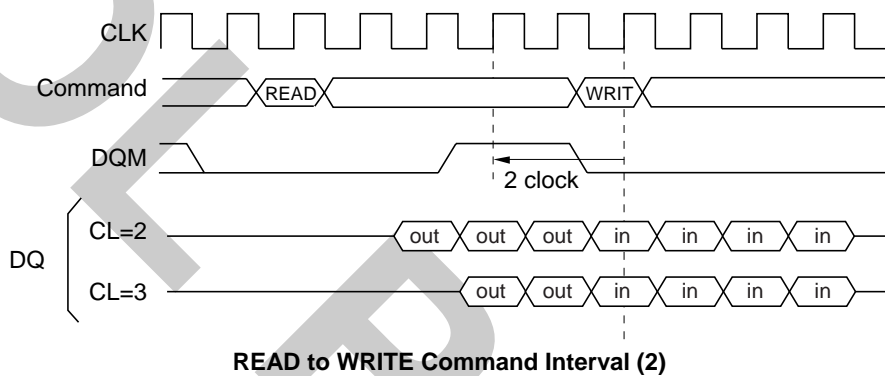 CLK
Command READ WRIT
DQM
2 clock
CL=2 out out out in in in in
DQ
CL=3 out out in in in in
READ to WRITE Command Interval (2)